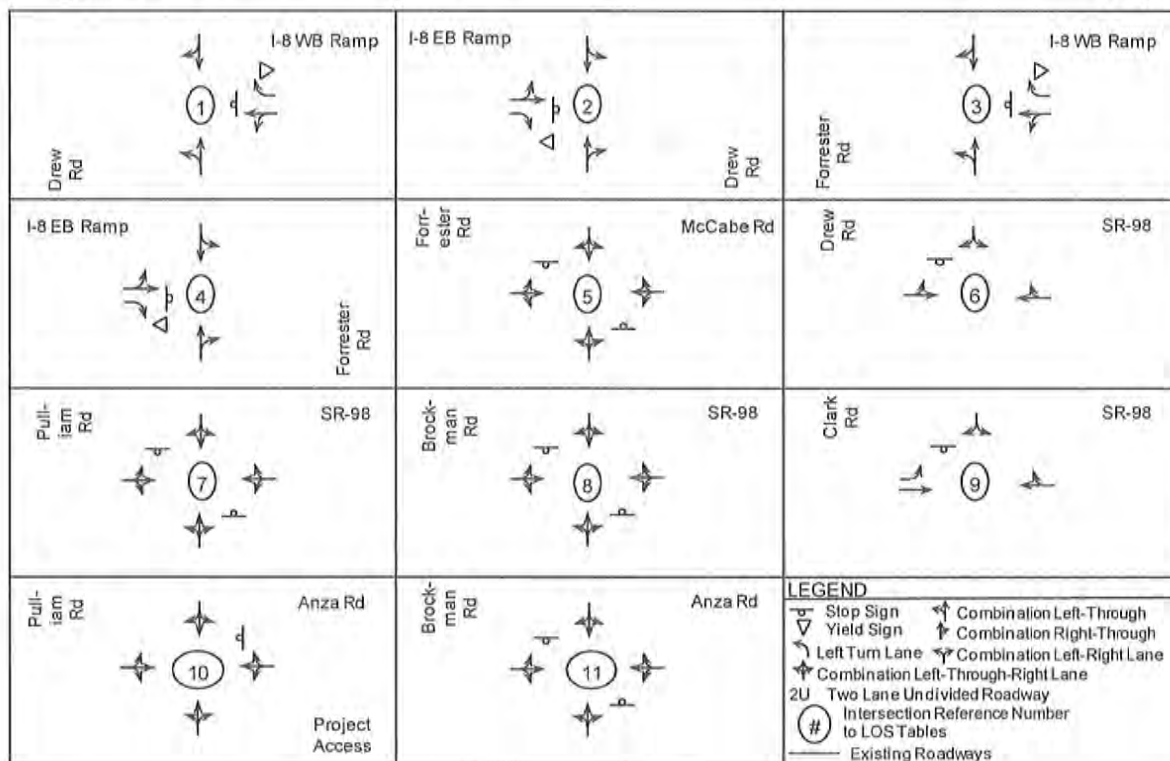 I-8 WB Ramp
1
Drew
Rd
I-8 EB Ramp
2
Drew
Rd
I-8 WB Ramp
3
Forrester
Rd
I-8 EB Ramp
4
Forrester
Rd
Forr-
ester
Rd
McCabe Rd
5
Drew
Rd
SR-98
6
Pull-
iam
Rd
SR-98
7
Brock-
man
Rd
SR-98
8
Clark
Rd
SR-98
9
Pull-
iam
Rd
Anza Rd
10
Project
Access
Brock-
man
Rd
Anza Rd
11
LEGEND
Stop Sign
Combination Left-Through
Yield Sign
Combination Right-Through
Left Turn Lane
Combination Left-Right Lane
Combination Left-Through-Right Lane
2U Two Lane Undivided Roadway
# Intersection Reference Number
to LOS Tables
Existing Roadways